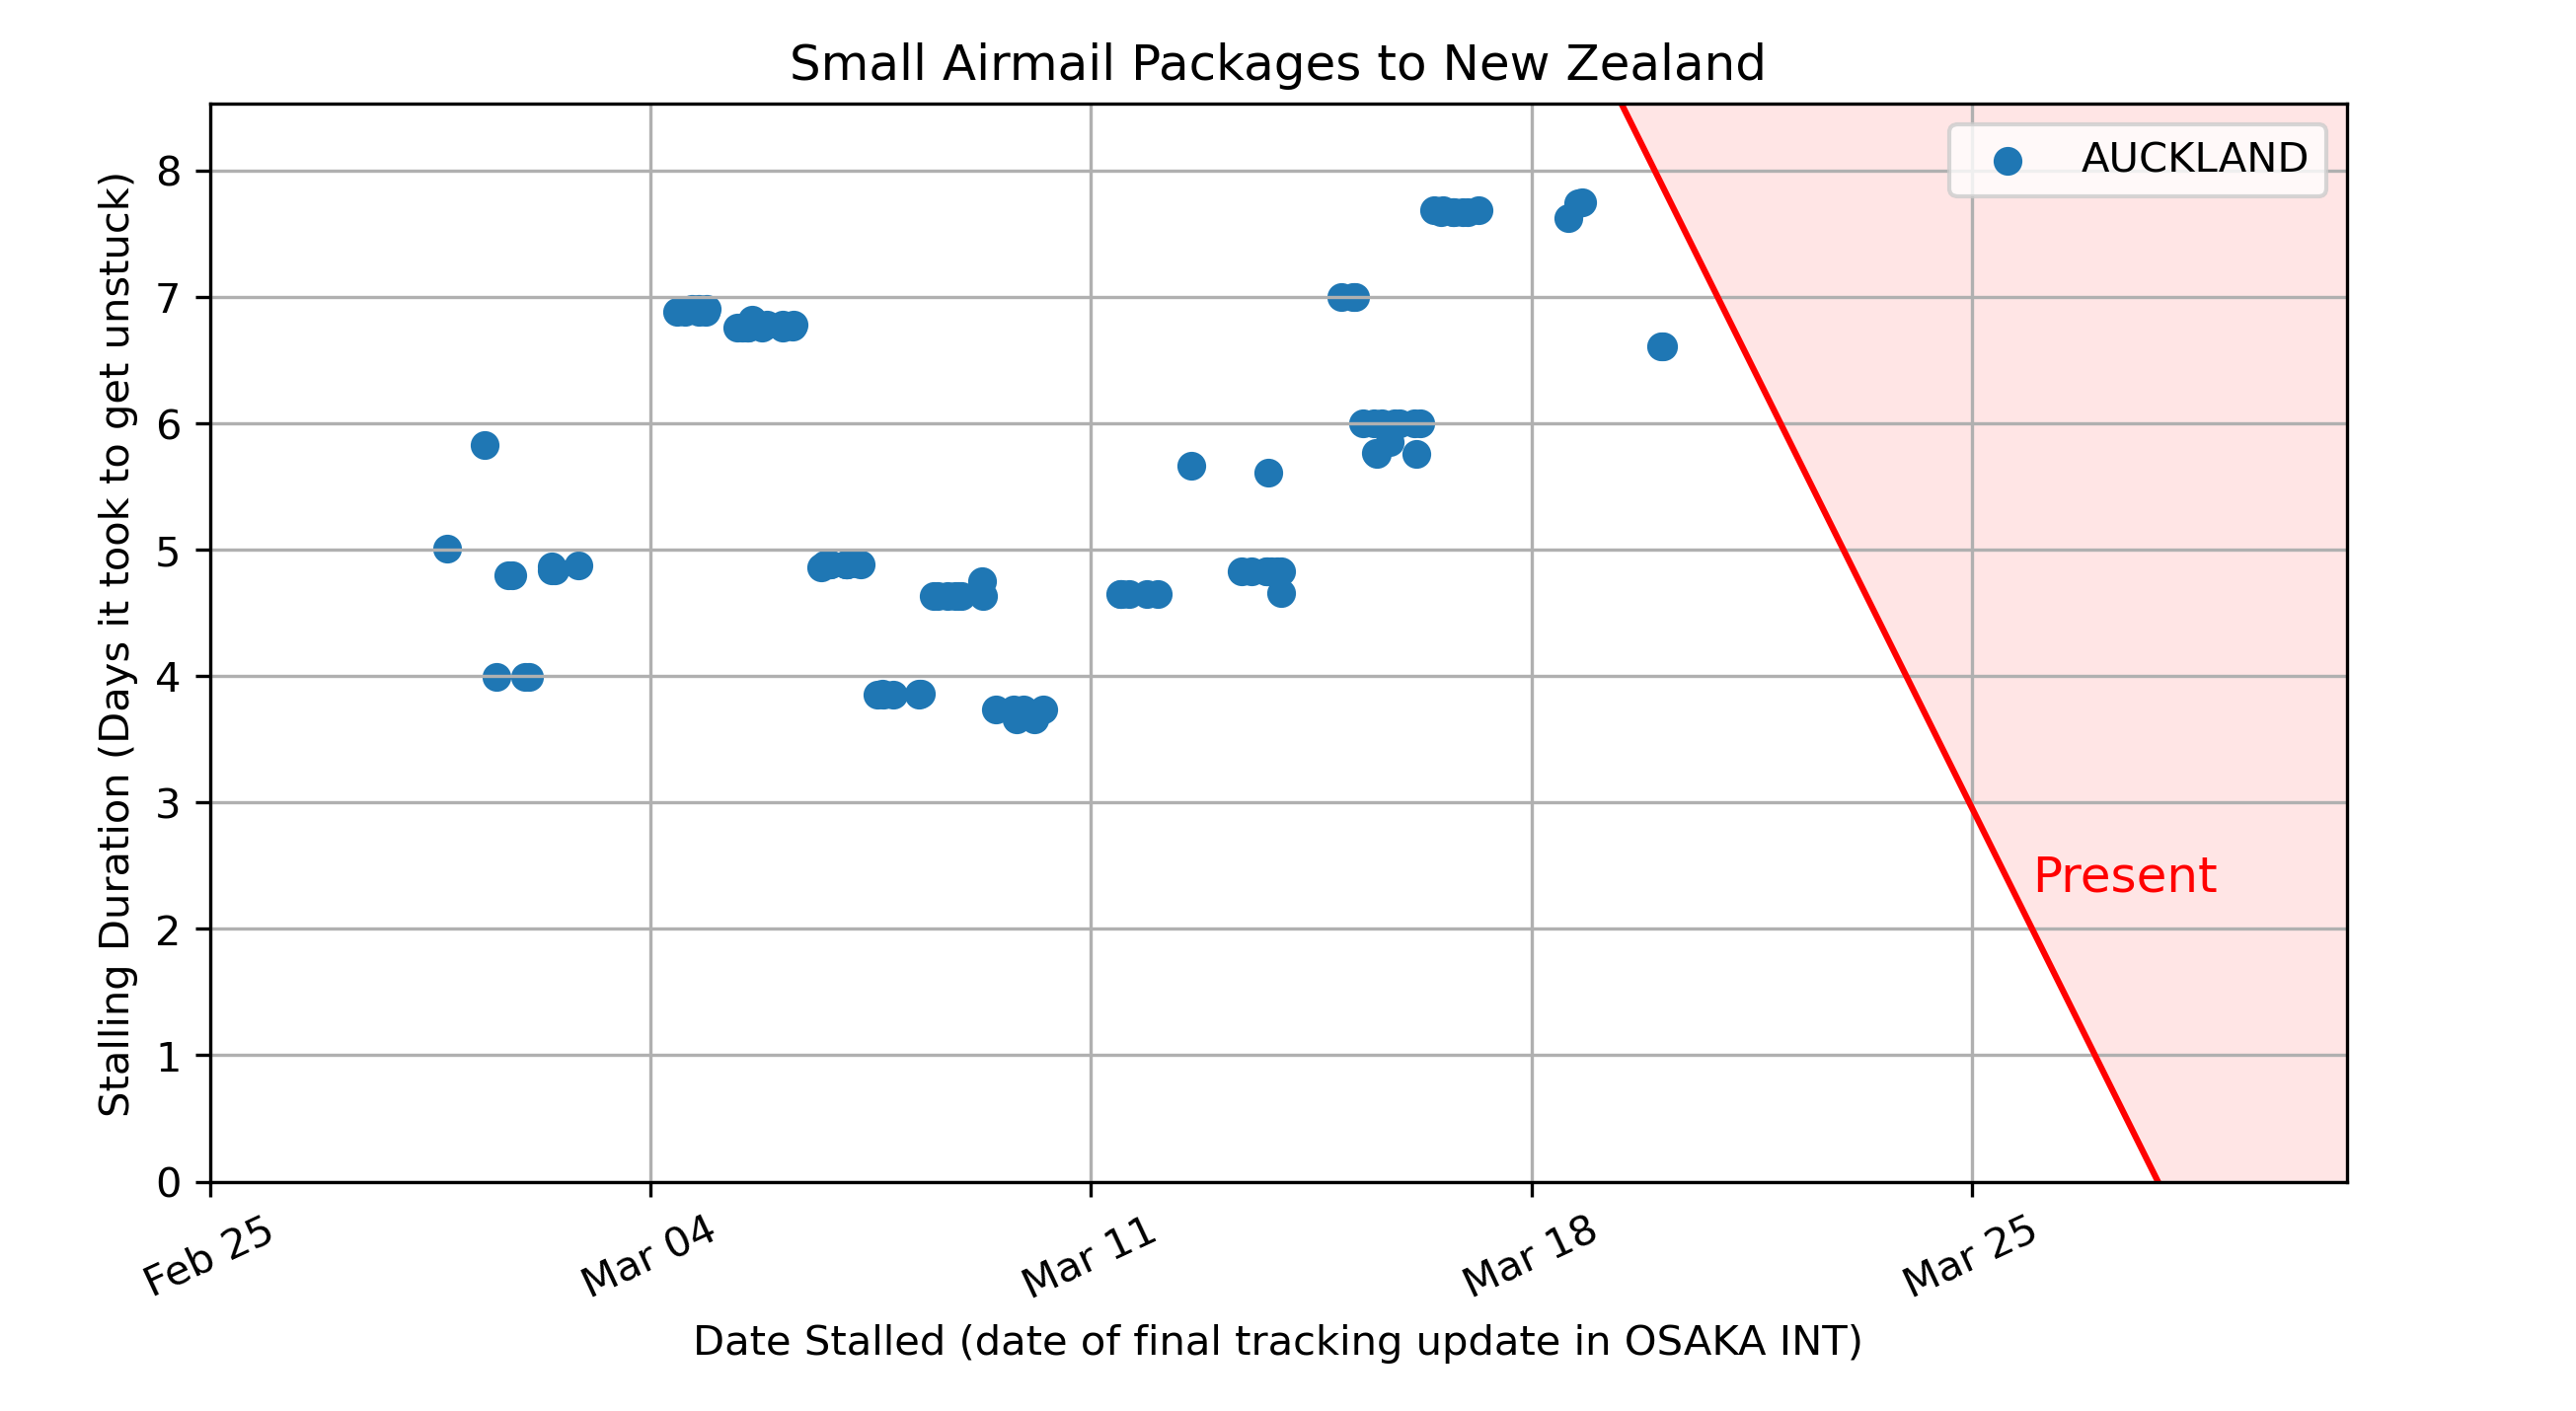 Small Airmail Packages to New Zealand
AUCKLAND
Stalling Duration (Days it took to get unstuck)
8
7
6
5
4
3
2
1
0
Present
Feb 25
Mar 04
Mar 11
Mar 18
Mar 25
Date Stalled (date of final tracking update in OSAKA INT)